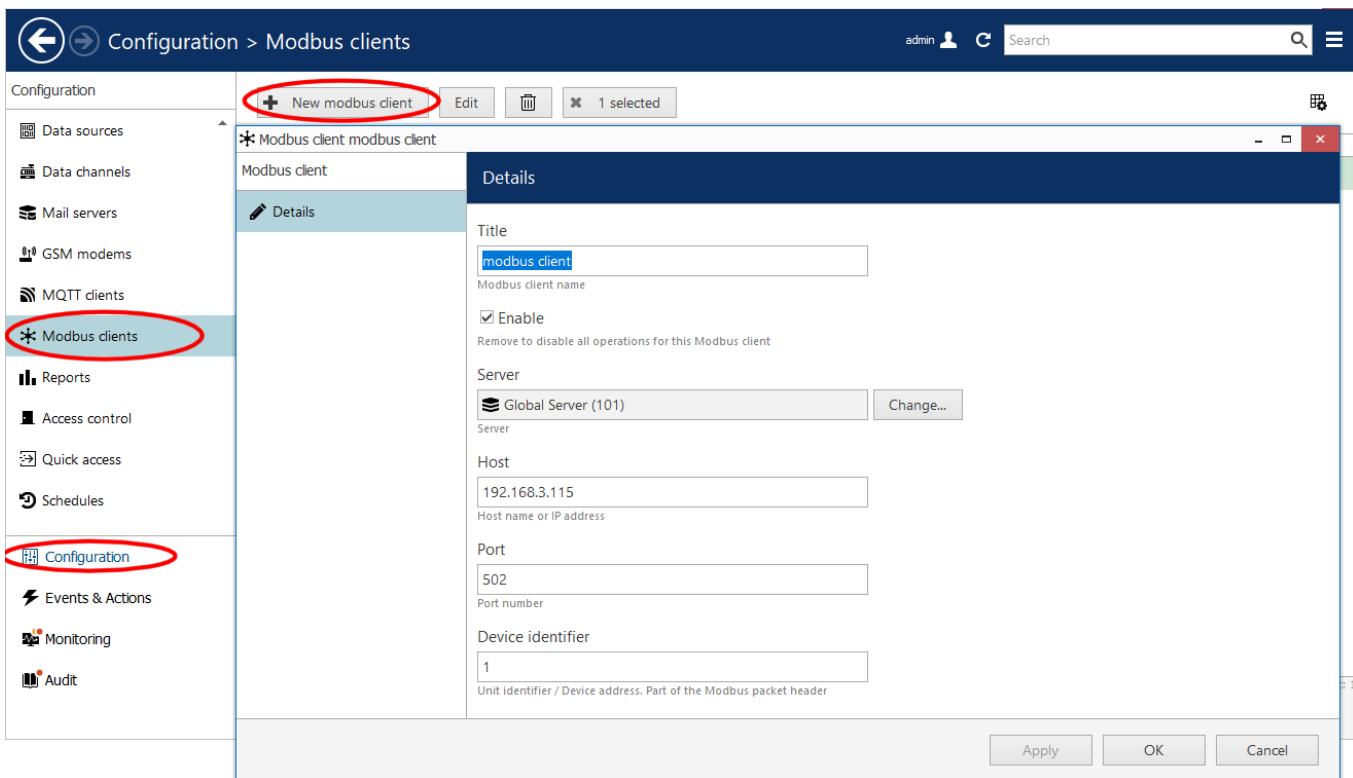 Configuration > Modbus clients
admin
Search
Configuration
New modbus client
Edit
1 selected
Data sources
Data channels
Mail servers
GSM modems
MQTT clients
Modbus clients
Reports
Access control
Quick access
Schedules
Configuration
Events & Actions
Monitoring
Audit
Modbus client modbus client
Modbus client
Details
Details
Title
modbus client
Modbus client name
Enable
Remove to disable all operations for this Modbus client
Server
Global Server (101)
Change...
Server
Host
192.168.3.115
Host name or IP address
Port
502
Port number
Device identifier
1
Unit identifier / Device address. Part of the Modbus packet header
Apply
OK
Cancel